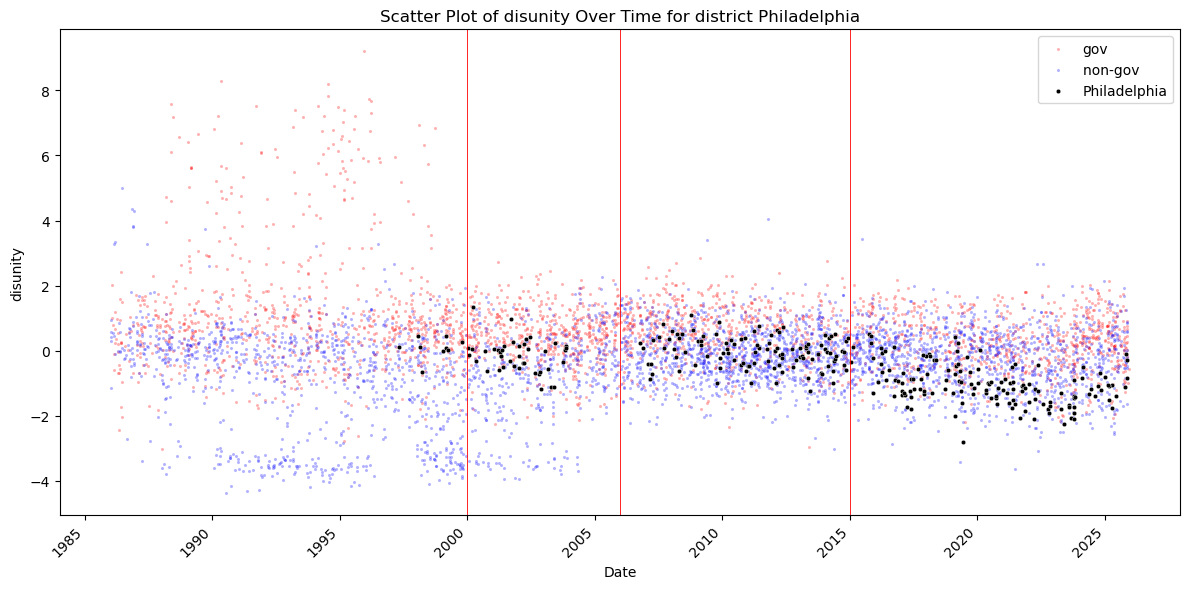 Scatter Plot of disunity Over Time for district Philadelphia
gov
non-gov
Philadelphia
disunity
8
6
4
2
0
−2
−4
1985
1990
1995
2000
2005
2010
2015
2020
2025
Date